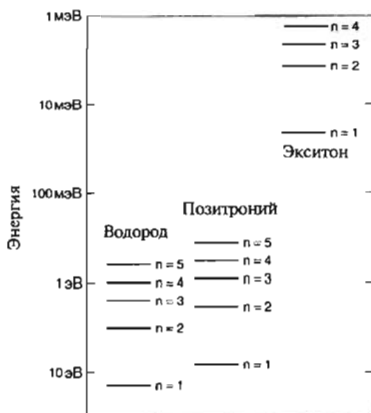 Энергия
1 мэВ
10 мэВ
100 мэВ
1 эВ
10 эВ
Водород
n = 5
n = 4
n = 3
n = 2
n = 1
Позитроний
n = 5
n = 4
n = 3
n = 2
n = 1
n = 4
n = 3
n = 2
n = 1
Экситон